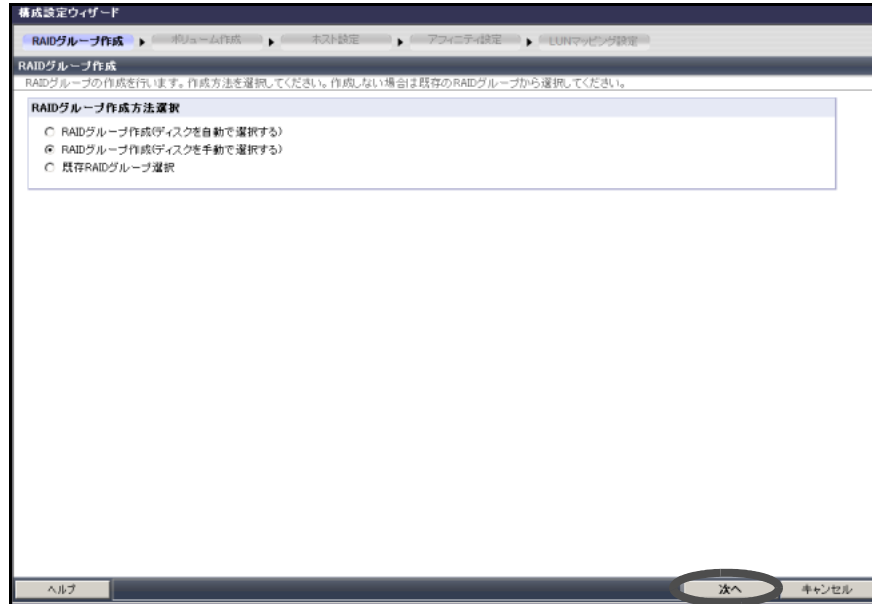 構成設定ウィザード
RAIDグループ作成 ボリューム作成 ホスト設定 アフィニティ設定 LUNマッピング設定
RAIDグループ作成
RAIDグループの作成を行います。作成方法を選択してください。作成しない場合は既存のRAIDグループから選択してください。
RAIDグループ作成方法選択
RAIDグループ作成(ディスクを自動で選択する)
RAIDグループ作成(ディスクを手動で選択する)
既存RAIDグループ選択
ヘルプ 次へ キャンセル